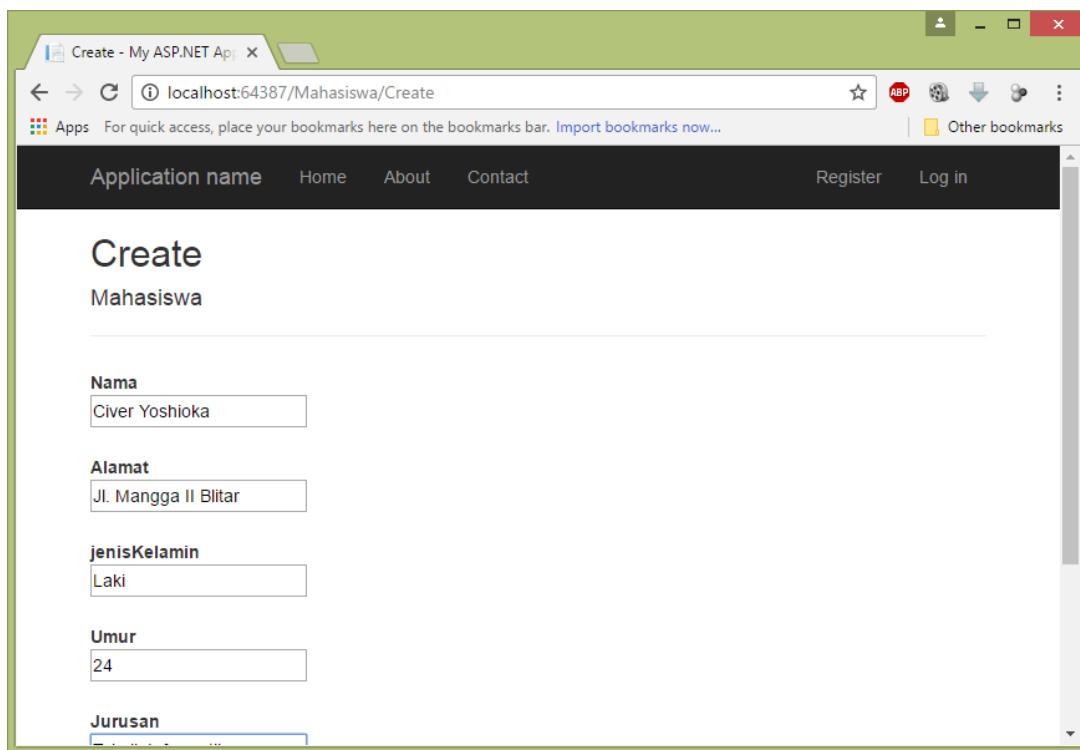 Create - My ASP.NET Ap
localhost:64387/Mahasiswa/Create
ABP
Apps For quick access, place your bookmarks here on the bookmarks bar. Import bookmarks now... Other bookmarks
Application name Home About Contact Register Log in
Create
Mahasiswa
Nama
Civer Yoshioka
Alamat
Jl. Mangga II Blitar
jenisKelamin
Laki
Umur
24
Jurusan